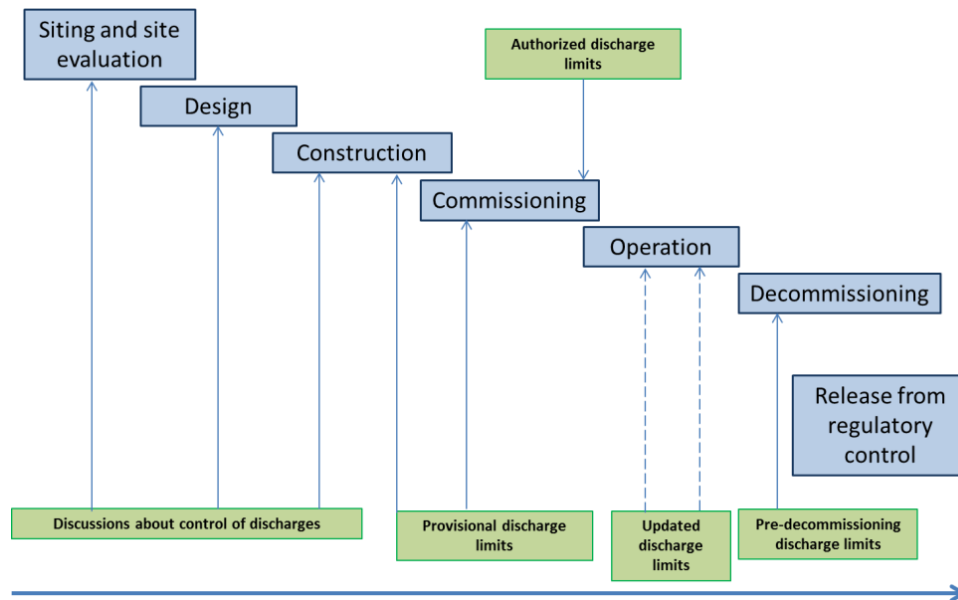 Siting and site
evaluation
Authorized discharge
limits
Design
Construction
Commissioning
Operation
Decommissioning
Release from
regulatory
control
Discussions about control of discharges
Provisional discharge
limits
Updated
discharge
limits
Pre-decommissioning
discharge limits